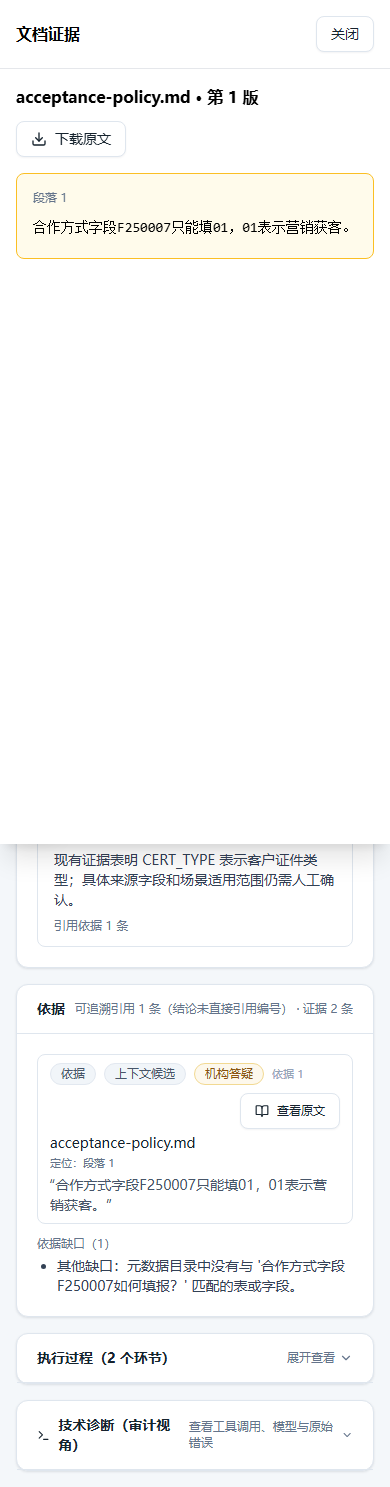 文档证据
关闭
acceptance-policy.md • 第 1 版
下载原文
段落 1
合作方式字段F250007只能填01，01表示营销获客。
现有证据表明 CERT_TYPE 表示客户证件类
型；具体来源字段和场景适用范围仍需人工确
认。
引用依据 1 条
依据
可追溯引用 1 条（结论未直接引用编号） · 证据 2 条
依据
上下文候选
机构答疑
依据 1
查看原文
acceptance-policy.md
定位：段落 1
“合作方式字段F250007只能填01，01表示营
销获客。”
依据缺口（1）
• 其他缺口：元数据目录中没有与 '合作方式字段
F250007如何填报？' 匹配的表或字段。
执行过程（2 个环节）
展开查看
技术诊断（审计视
角）
查看工具调用、模型与原始
错误